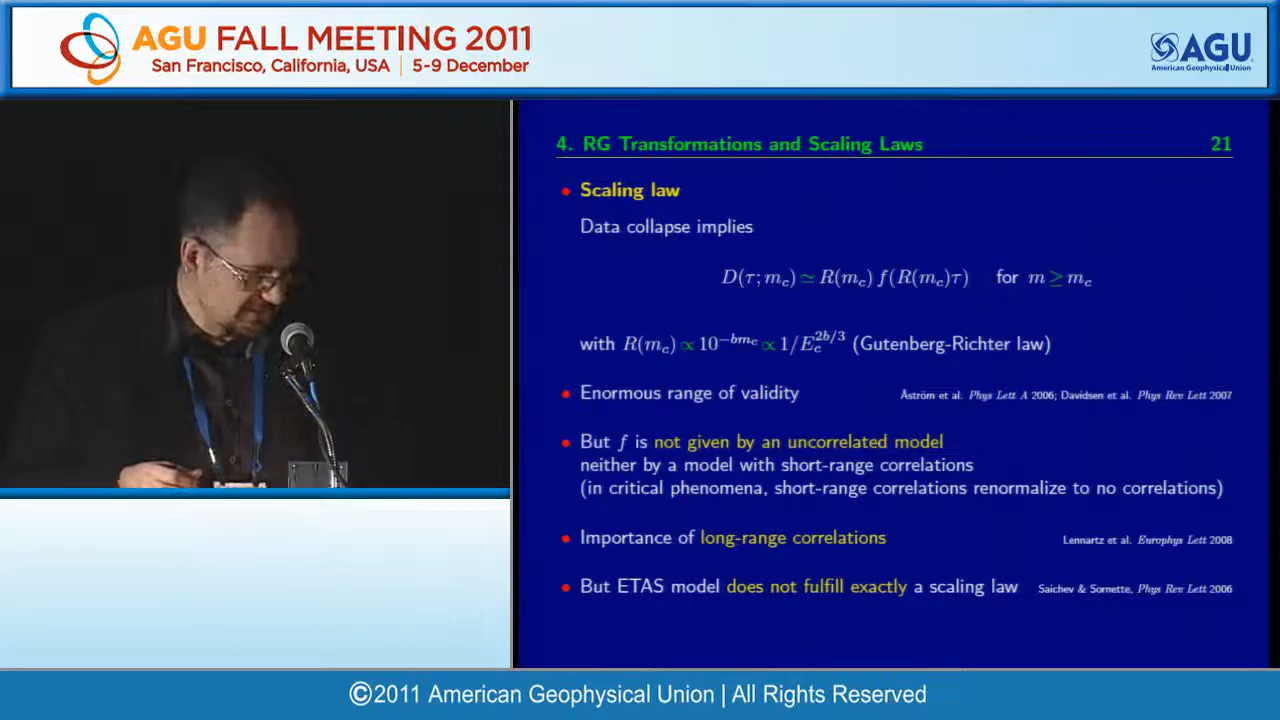 AGU FALL MEETING 2011
San Francisco, California, USA | 5-9 December
AGU
American Geophysical Union
4. RG Transformations and Scaling Laws 21
• Scaling law
Data collapse implies
D(τ; m_c) ≃ R(m_c) f(R(m_c)τ) for m ≥ m_c
with R(m_c) ∝ 10^{−bm_c} ∝ 1/E_c^{2b/3} (Gutenberg-Richter law)
• Enormous range of validity Åström et al. Phys Lett A 2006; Davidsen et al. Phys Rev Lett 2007
• But f is not given by an uncorrelated model
neither by a model with short-range correlations
(in critical phenomena, short-range correlations renormalize to no correlations)
• Importance of long-range correlations Lennartz et al. Europhys Lett 2008
• But ETAS model does not fulfill exactly a scaling law Saichev & Sornette, Phys Rev Lett 2006
©2011 American Geophysical Union | All Rights Reserved